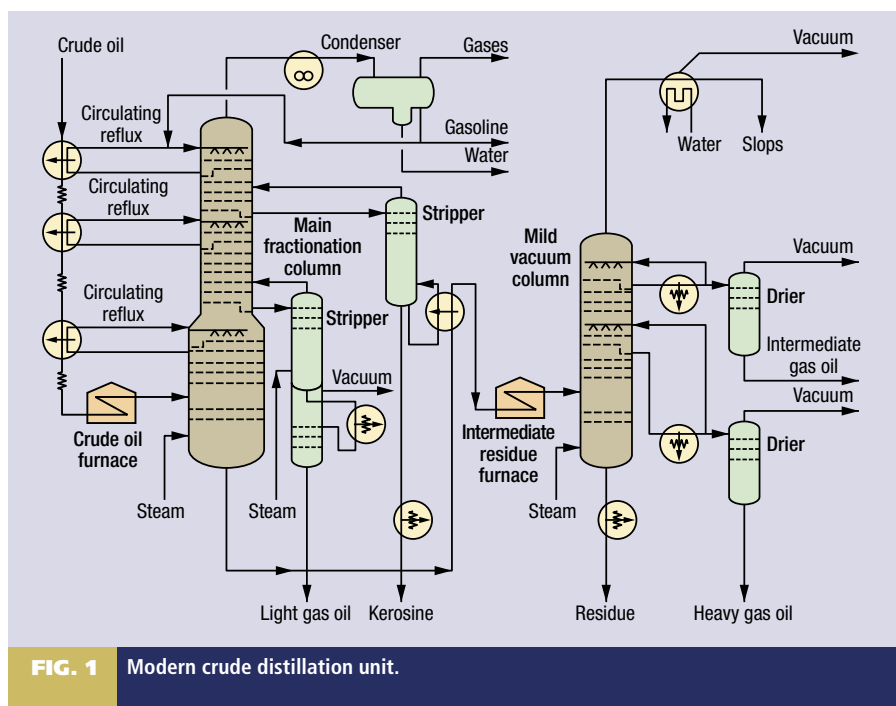 Crude oil
Condenser
Gases
Vacuum
Circulating
reflux
Gasoline
Water
Water
Slops
Circulating
reflux
Stripper
Main
fractionation
column
Mild
vacuum
column
Vacuum
Circulating
reflux
Stripper
Drier
Vacuum
Intermediate
gas oil
Vacuum
Crude oil
furnace
Intermediate
residue
furnace
Drier
Steam
Steam
Steam
Light gas oil
Kerosine
Residue
Heavy gas oil
FIG. 1
Modern crude distillation unit.